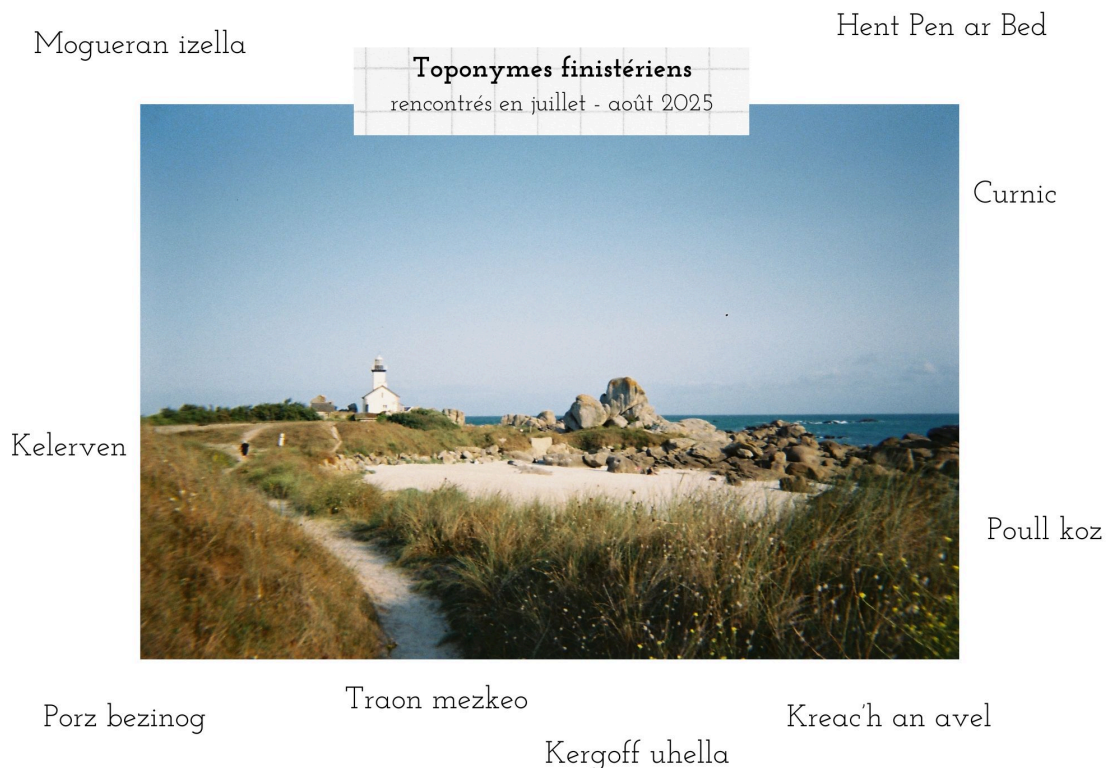 Mogueran izella
Hent Pen ar Bed
Toponymes finistériens
rencontrés en juillet - août 2025
Curnic
Kelerven
Poull koz
Traon mezkeo
Porz bezinog
Kreac'h an avel
Kergoff uhella